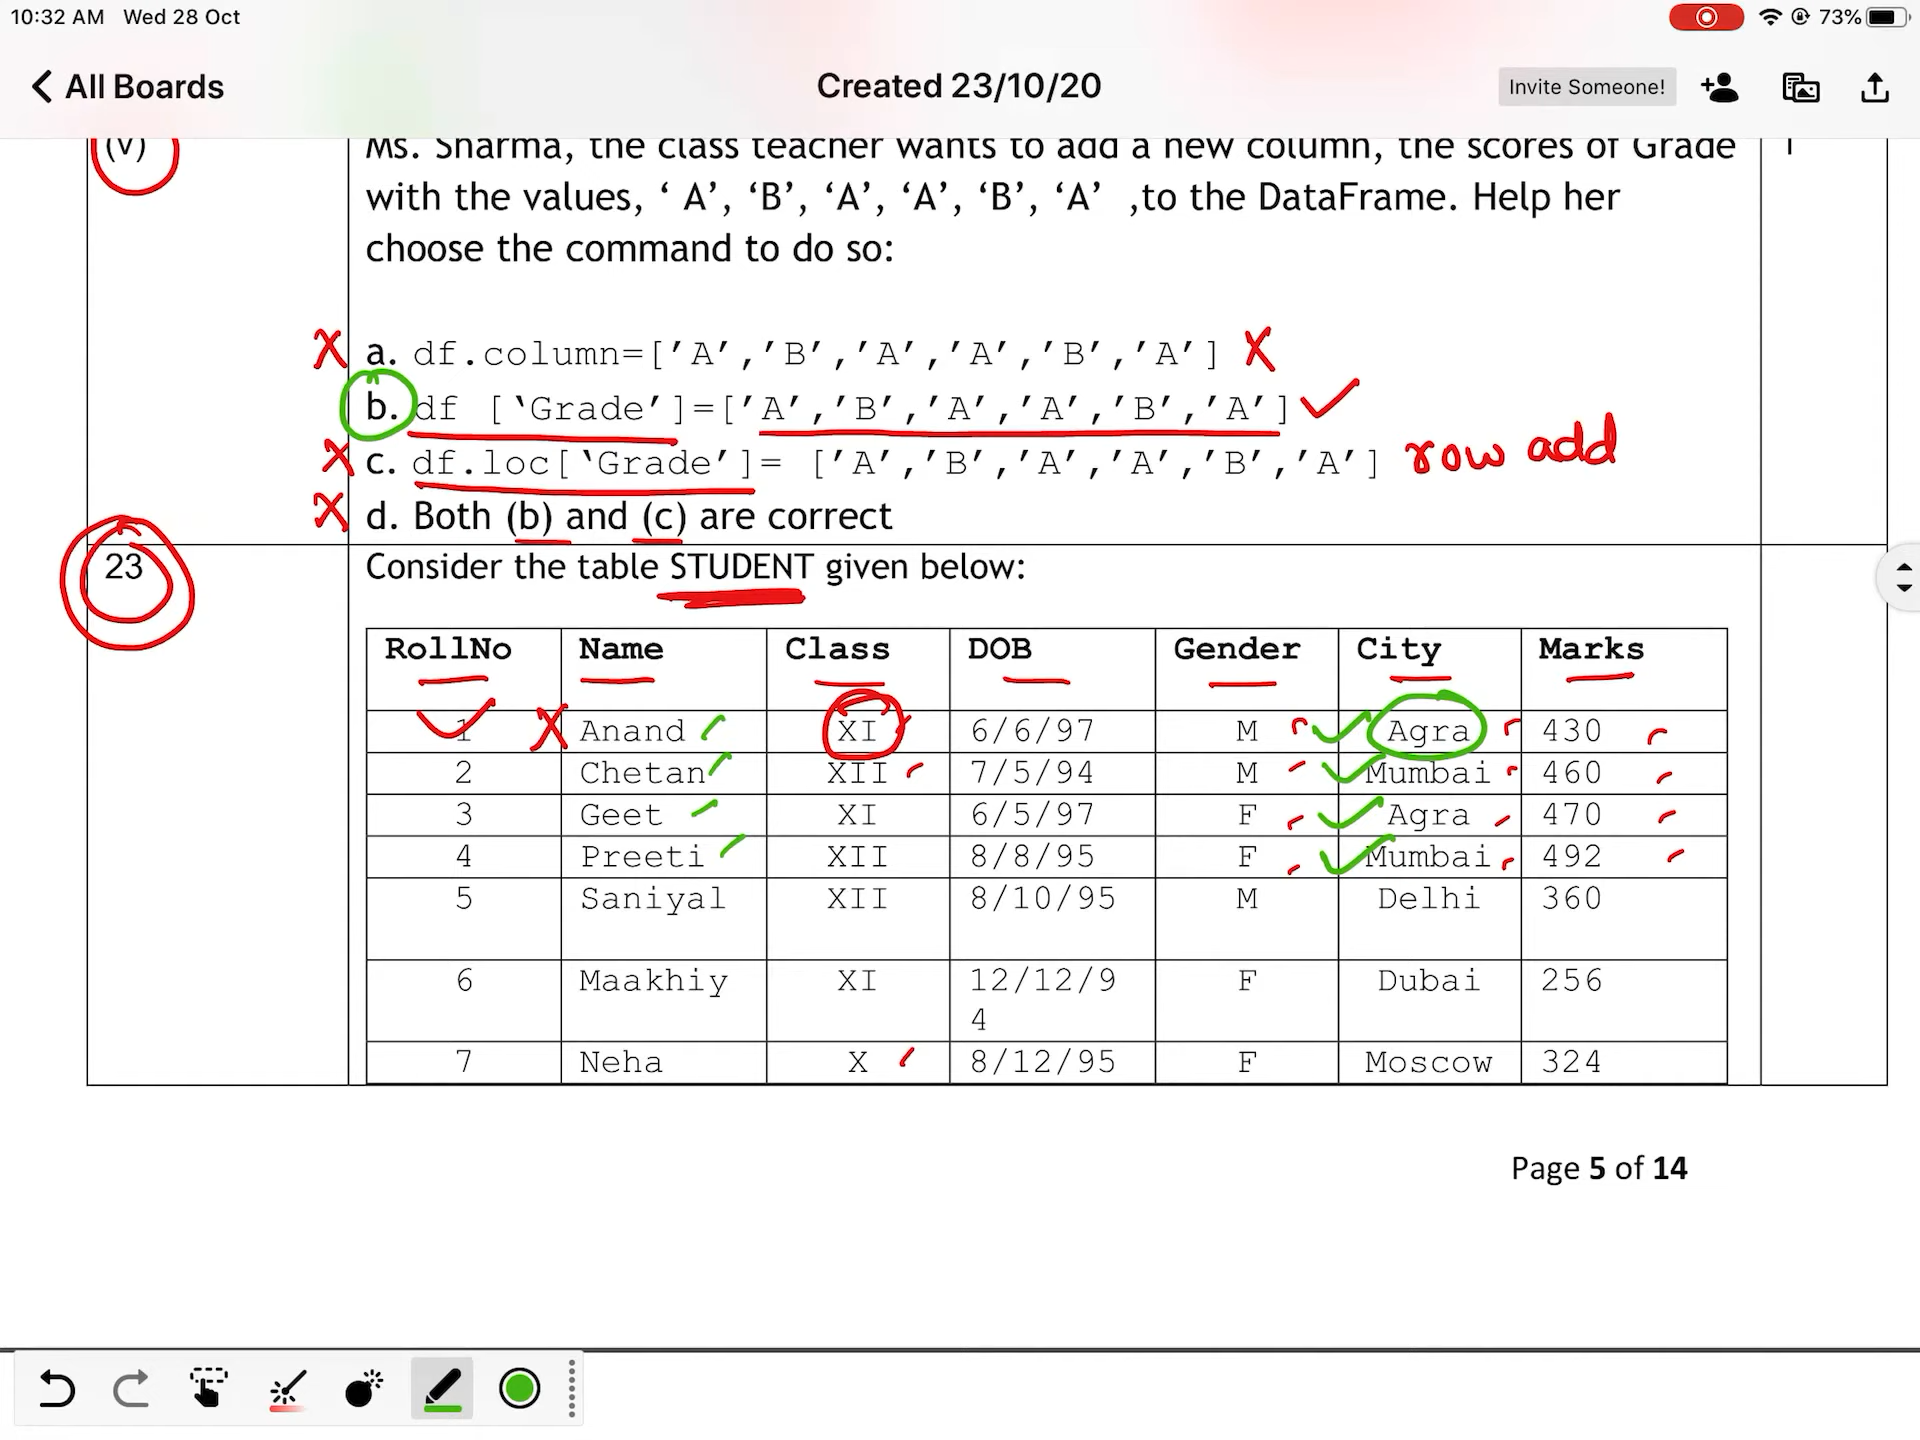 10:32 AM Wed 28 Oct
73%
All Boards
Created 23/10/20
Invite Someone!
(v)
Ms. Sharma, the class teacher wants to add a new column, the scores of Grade
with the values, ‘ A’, ‘B’, ‘A’, ‘A’, ‘B’, ‘A’ ,to the DataFrame. Help her
choose the command to do so:
1
X a. df.column=['A','B','A','A','B','A'] X
b. df [‘Grade’]=['A','B','A','A','B','A']
X c. df.loc[‘Grade’]= ['A','B','A','A','B','A'] row add
X d. Both (b) and (c) are correct
23
Consider the table STUDENT given below:
RollNo Name Class DOB Gender City Marks
1 X Anand XI 6/6/97 M Agra 430
2 Chetan XII 7/5/94 M Mumbai 460
3 Geet XI 6/5/97 F Agra 470
4 Preeti XII 8/8/95 F Mumbai 492
5 Saniyal XII 8/10/95 M Delhi 360
6 Maakhiy XI 12/12/9 F Dubai 256
4
7 Neha X 8/12/95 F Moscow 324
Page 5 of 14